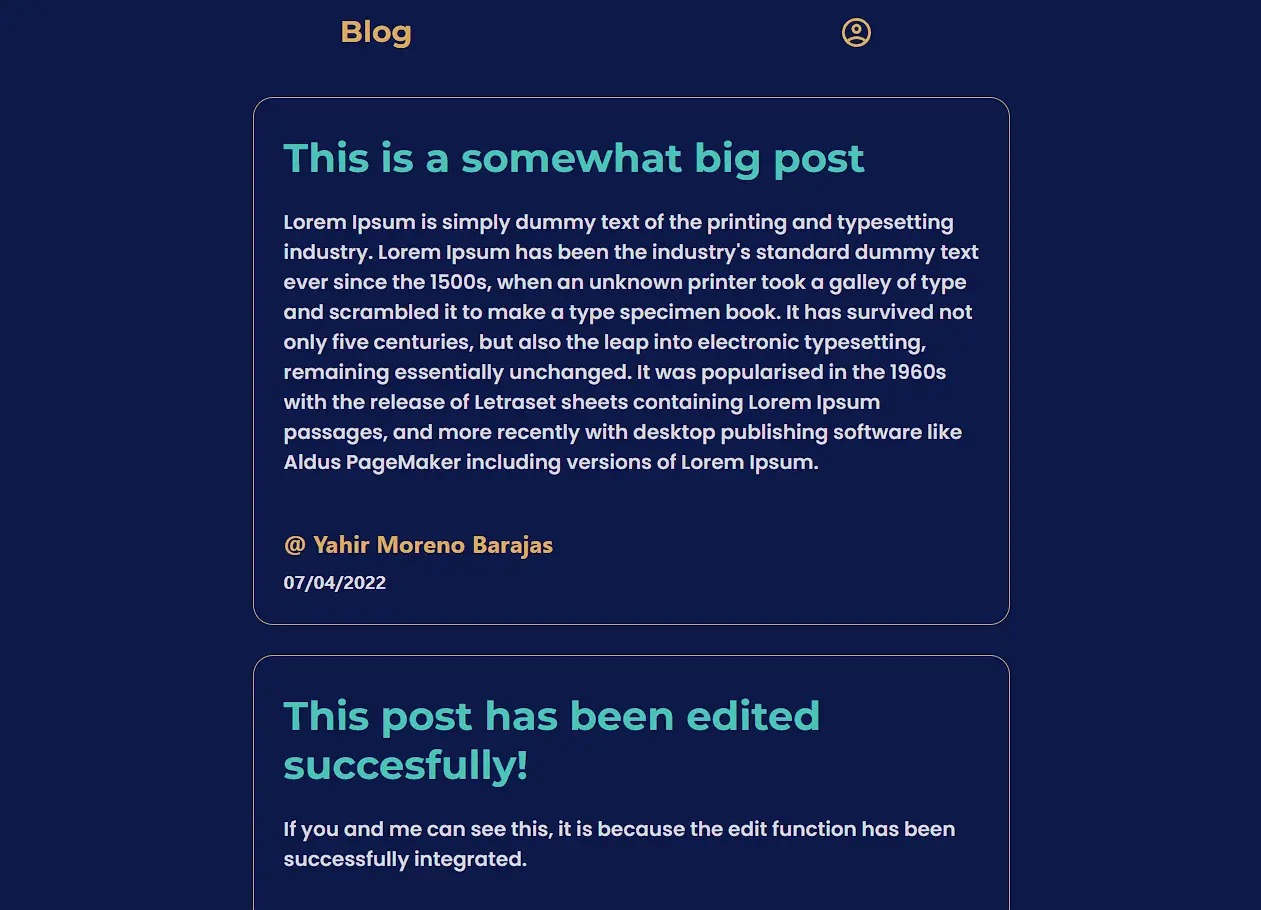 Blog
This is a somewhat big post
Lorem Ipsum is simply dummy text of the printing and typesetting
industry. Lorem Ipsum has been the industry's standard dummy text
ever since the 1500s, when an unknown printer took a galley of type
and scrambled it to make a type specimen book. It has survived not
only five centuries, but also the leap into electronic typesetting,
remaining essentially unchanged. It was popularised in the 1960s
with the release of Letraset sheets containing Lorem Ipsum
passages, and more recently with desktop publishing software like
Aldus PageMaker including versions of Lorem Ipsum.
@ Yahir Moreno Barajas
07/04/2022
This post has been edited
succesfully!
If you and me can see this, it is because the edit function has been
successfully integrated.